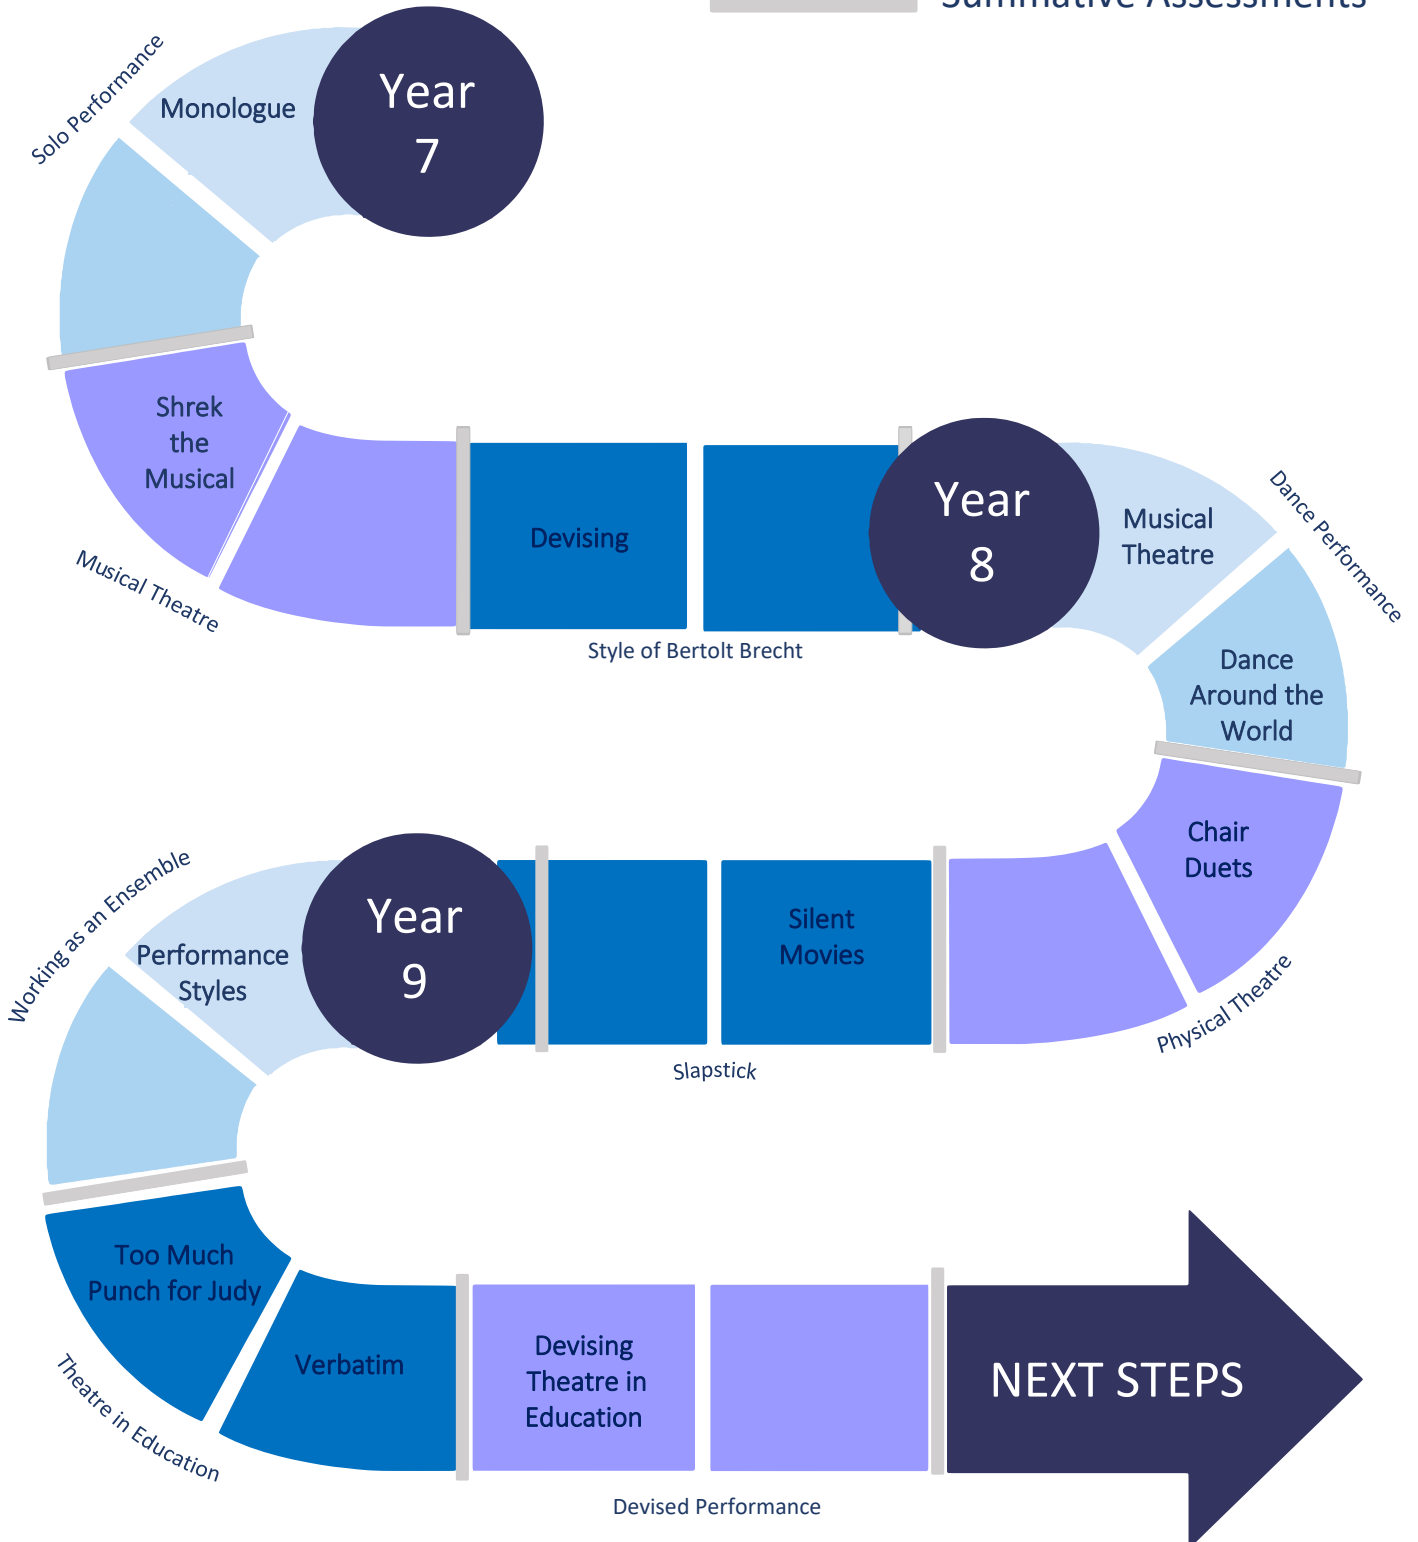 Summative Assessments
Solo Performance
Monologue
Year
7
Shrek
the
Musical
Musical Theatre
Devising
Style of Bertolt Brecht
Year
8
Musical
Theatre
Dance Performance
Dance
Around the
World
Chair
Duets
Physical Theatre
Silent
Movies
Slapstick
Year
9
Working as an Ensemble
Performance
Styles
Too Much
Punch for Judy
Theatre in Education
Verbatim
Devising
Theatre in
Education
Devised Performance
NEXT STEPS